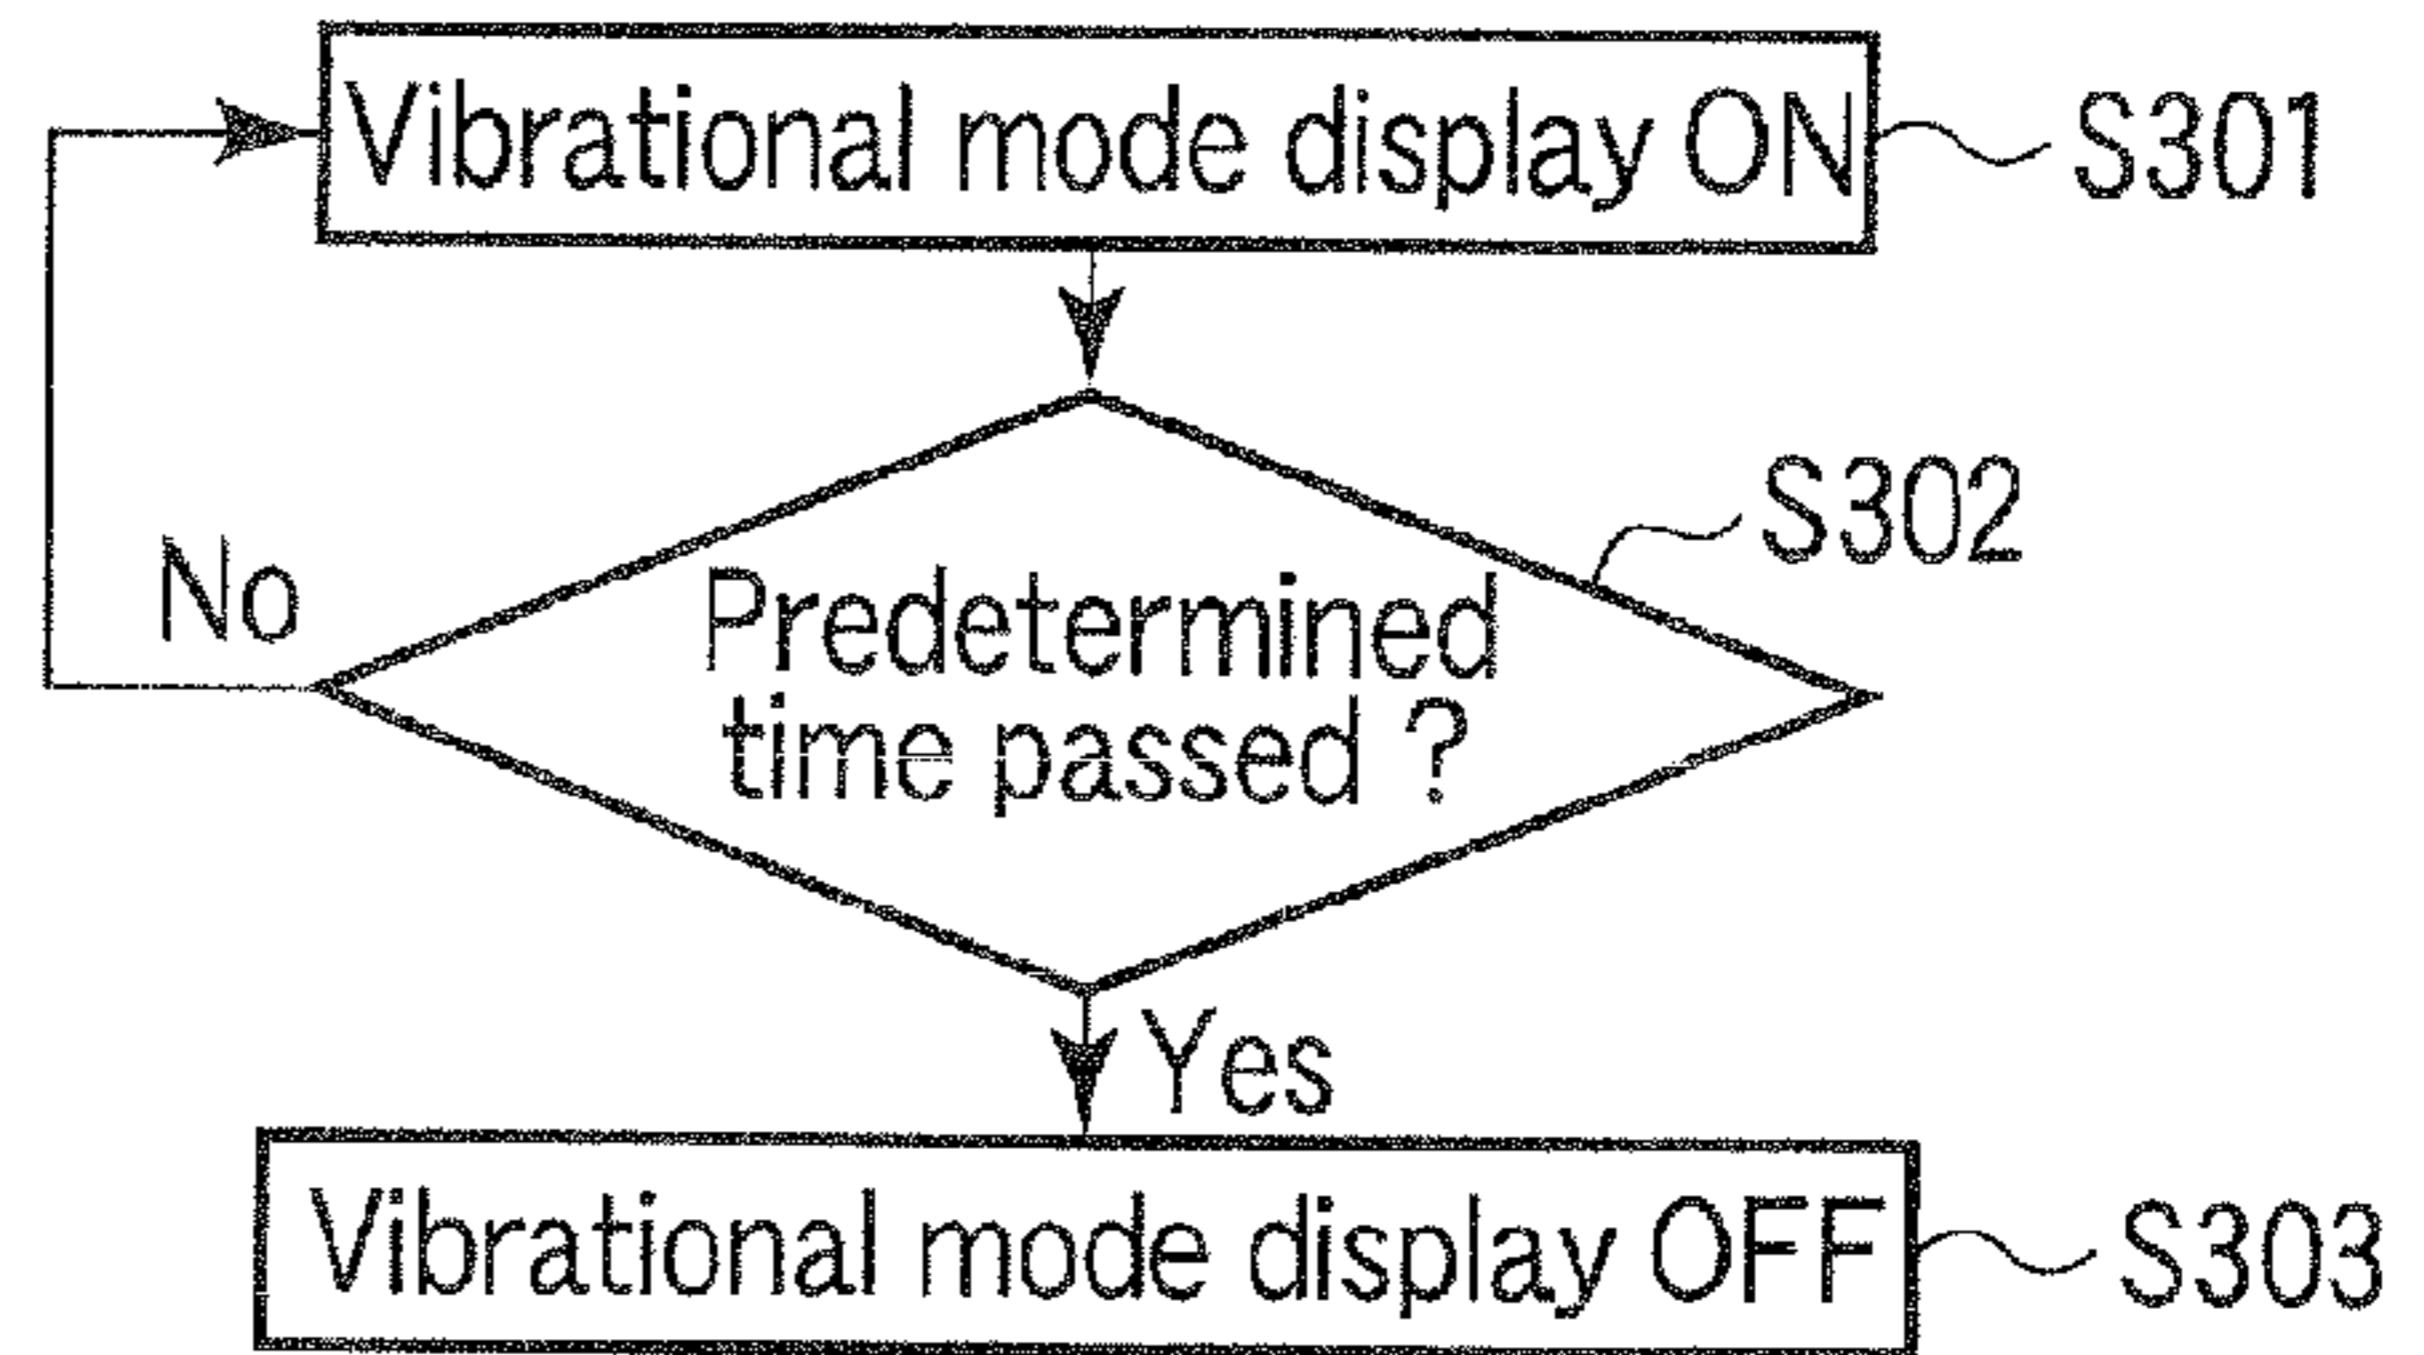 Vibrational mode display ON
S301
S302
No
Predetermined
time passed ?
Yes
Vibrational mode display OFF
S303